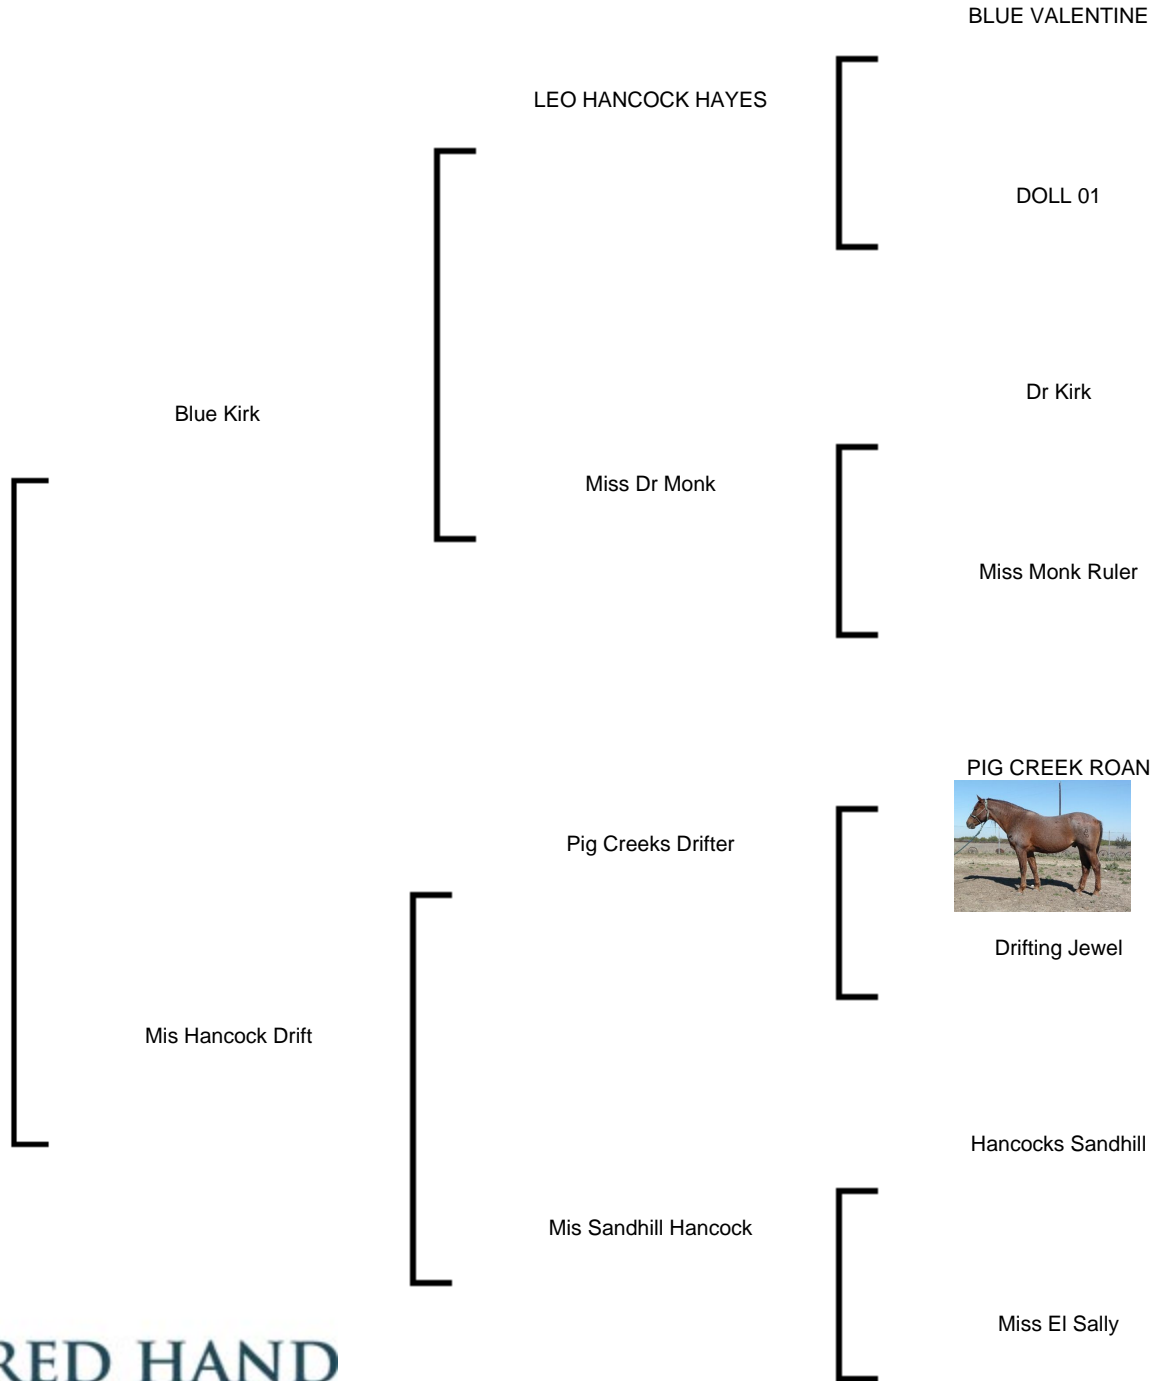 BLUE VALENTINE
LEO HANCOCK HAYES
DOLL 01
Dr Kirk
Blue Kirk
Miss Dr Monk
Miss Monk Ruler
PIG CREEK ROAN
Pig Creeks Drifter
Drifting Jewel
Mis Hancock Drift
Hancocks Sandhill
Mis Sandhill Hancock
Miss El Sally
RED HAND